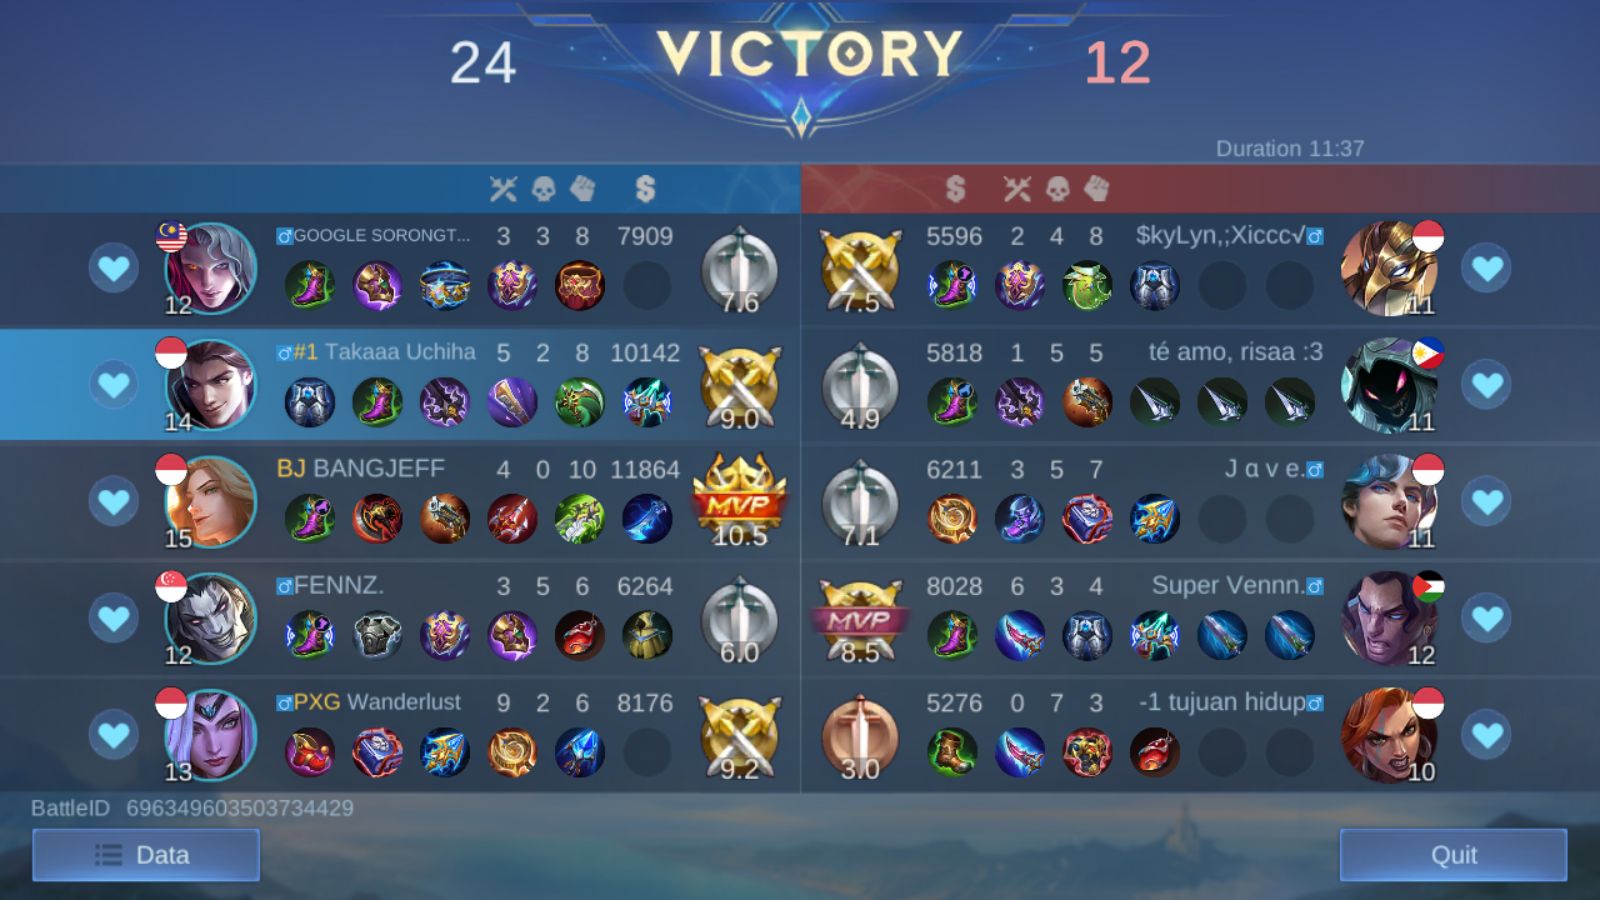 24 VICTORY 12
Duration 11:37
GOOGLE SORONGT... 3 3 8 7909
12 7.6
7.5 5596 2 4 8 $kyLyn,;Xiccc√
11
#1 Takaaa Uchiha 5 2 8 10142
14 9.0
4.9 5818 1 5 5 té amo, risaa :3
11
BJ BANGJEFF 4 0 10 11864
15 MVP 10.5
7.1 6211 3 5 7 J ɑ v e.
11
FENNZ. 3 5 6 6264
12 6.0
MVP 8.5 8028 6 3 4 Super Vennn.
12
PXG Wanderlust 9 2 6 8176
13 9.2
3.0 5276 0 7 3 -1 tujuan hidup
10
BattleID 696349603503734429
Data Quit